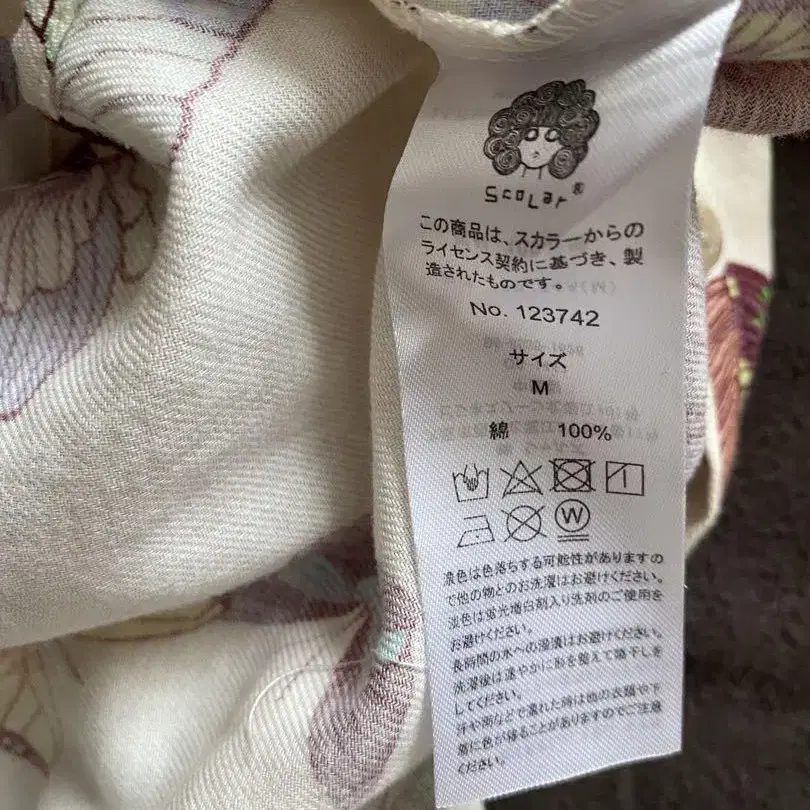 ScoLar®
この商品は、スカラーからの
ライセンス契約に基づき、製
造されたものです。
No. 123742
サイズ
M
綿 100%
W
濃色は色落ちする可能性がありますの
で他の物とのお洗濯はお避けください。
淡色は蛍光増白剤入り洗剤のご使用を
お避けください。
長時間の水への浸漬はお避けください。
洗濯後は速やかに形を整えて陰干しを
してください。
汗や雨などで濡れた時は他の衣類や下
着に色が移ることがありますのでご注意
ください。